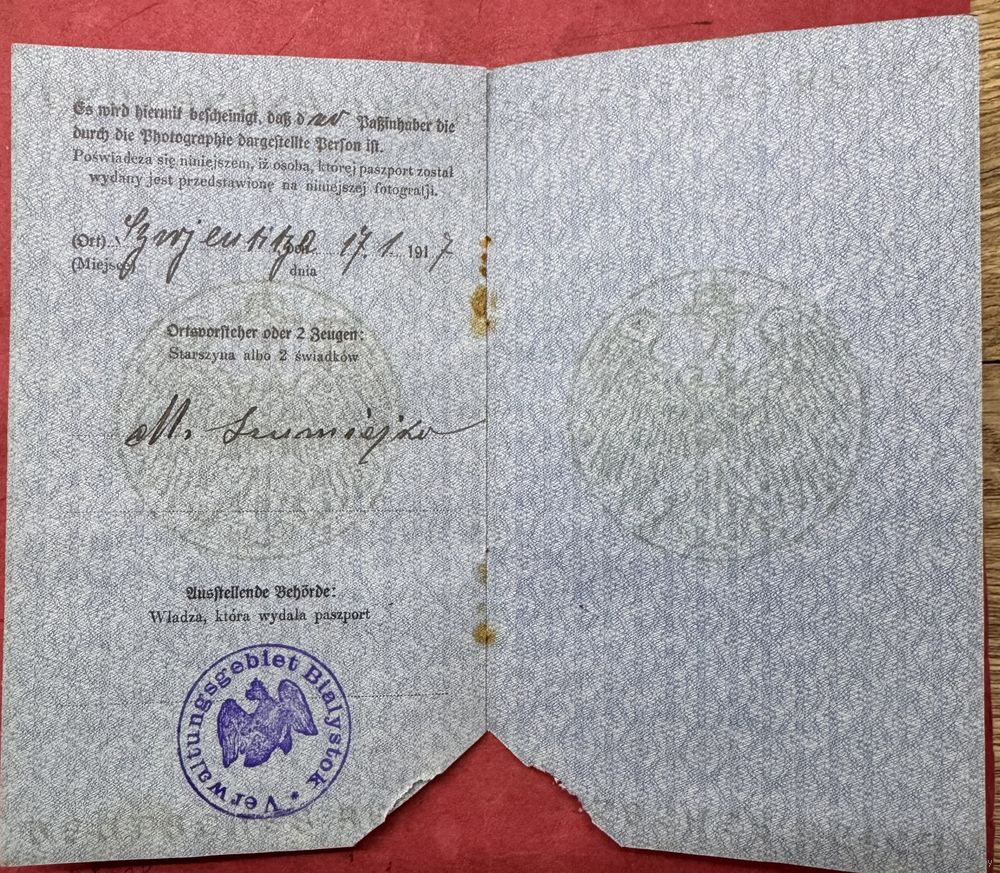 Es wird hiermit bescheinigt, daß der Paßinhaber die
durch die Photographie dargestellte Person ist.
Poświadcza się niniejszem, iż osoba, której paszport został
wydany jest przedstawioną na niniejszej fotografji.
(Ort) den 17.1. 1917
(Miejsce) dnia
Ortsvorsteher oder 2 Zeugen:
Starszyna albo 2 świadków
M. Szumiejko
Ausstellende Behörde:
Władza, która wydała paszport
Verwaltungsgebiet Bialystok